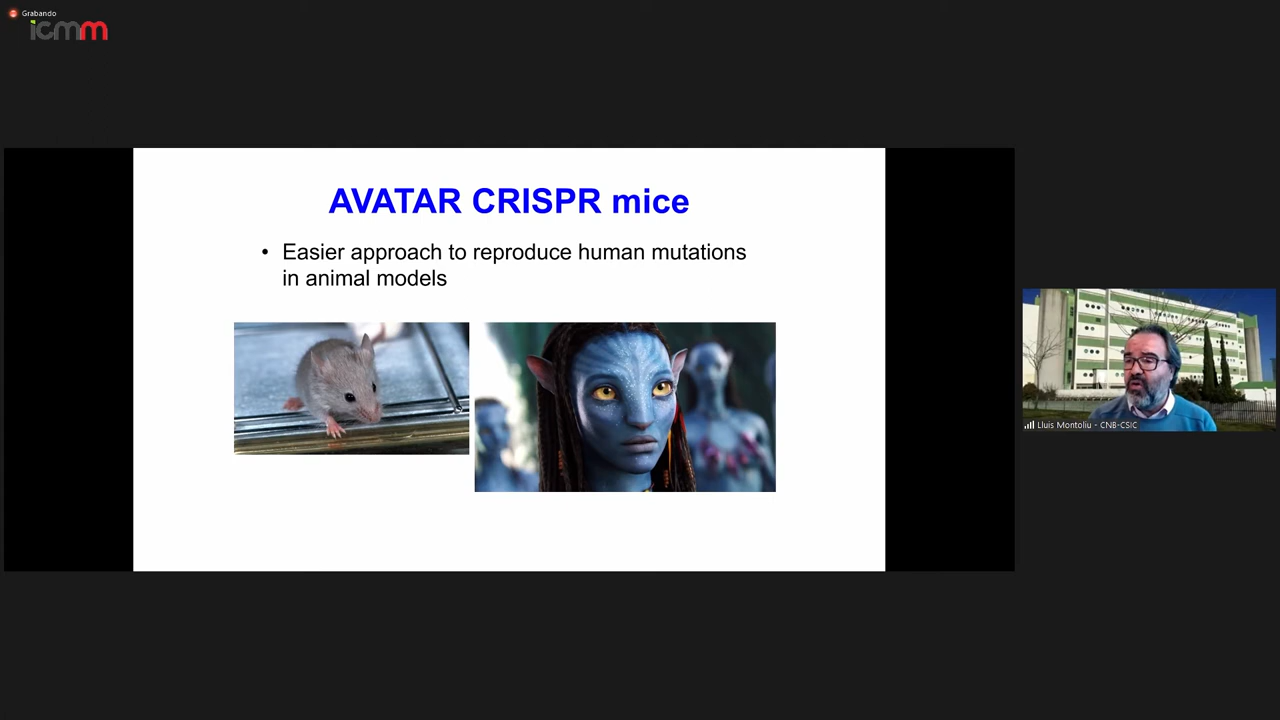 Grabando
icmm
AVATAR CRISPR mice
• Easier approach to reproduce human mutations
in animal models
Lluis Montoliu - CNB-CSIC